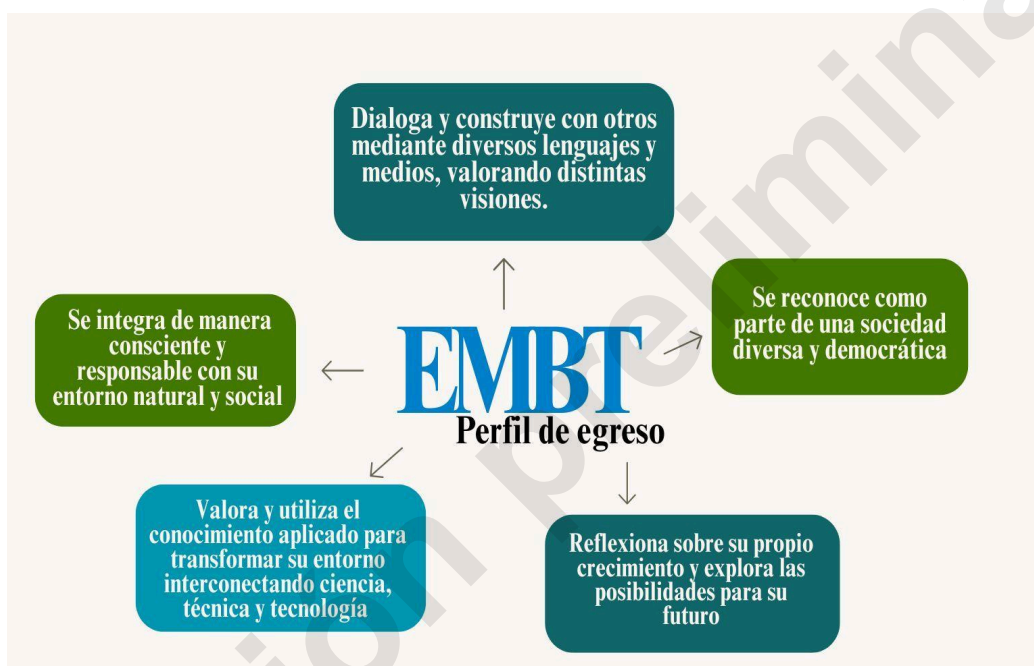 Dialoga y construye con otros
mediante diversos lenguajes y
medios, valorando distintas
visiones.
Se integra de manera
consciente y
responsable con su
entorno natural y social
EMBT
Perfil de egreso
Se reconoce como
parte de una sociedad
diversa y democrática
Valora y utiliza el
conocimiento aplicado para
transformar su entorno
interconectando ciencia,
técnica y tecnología
Reflexiona sobre su propio
crecimiento y explora las
posibilidades para su
futuro
ión prelimina